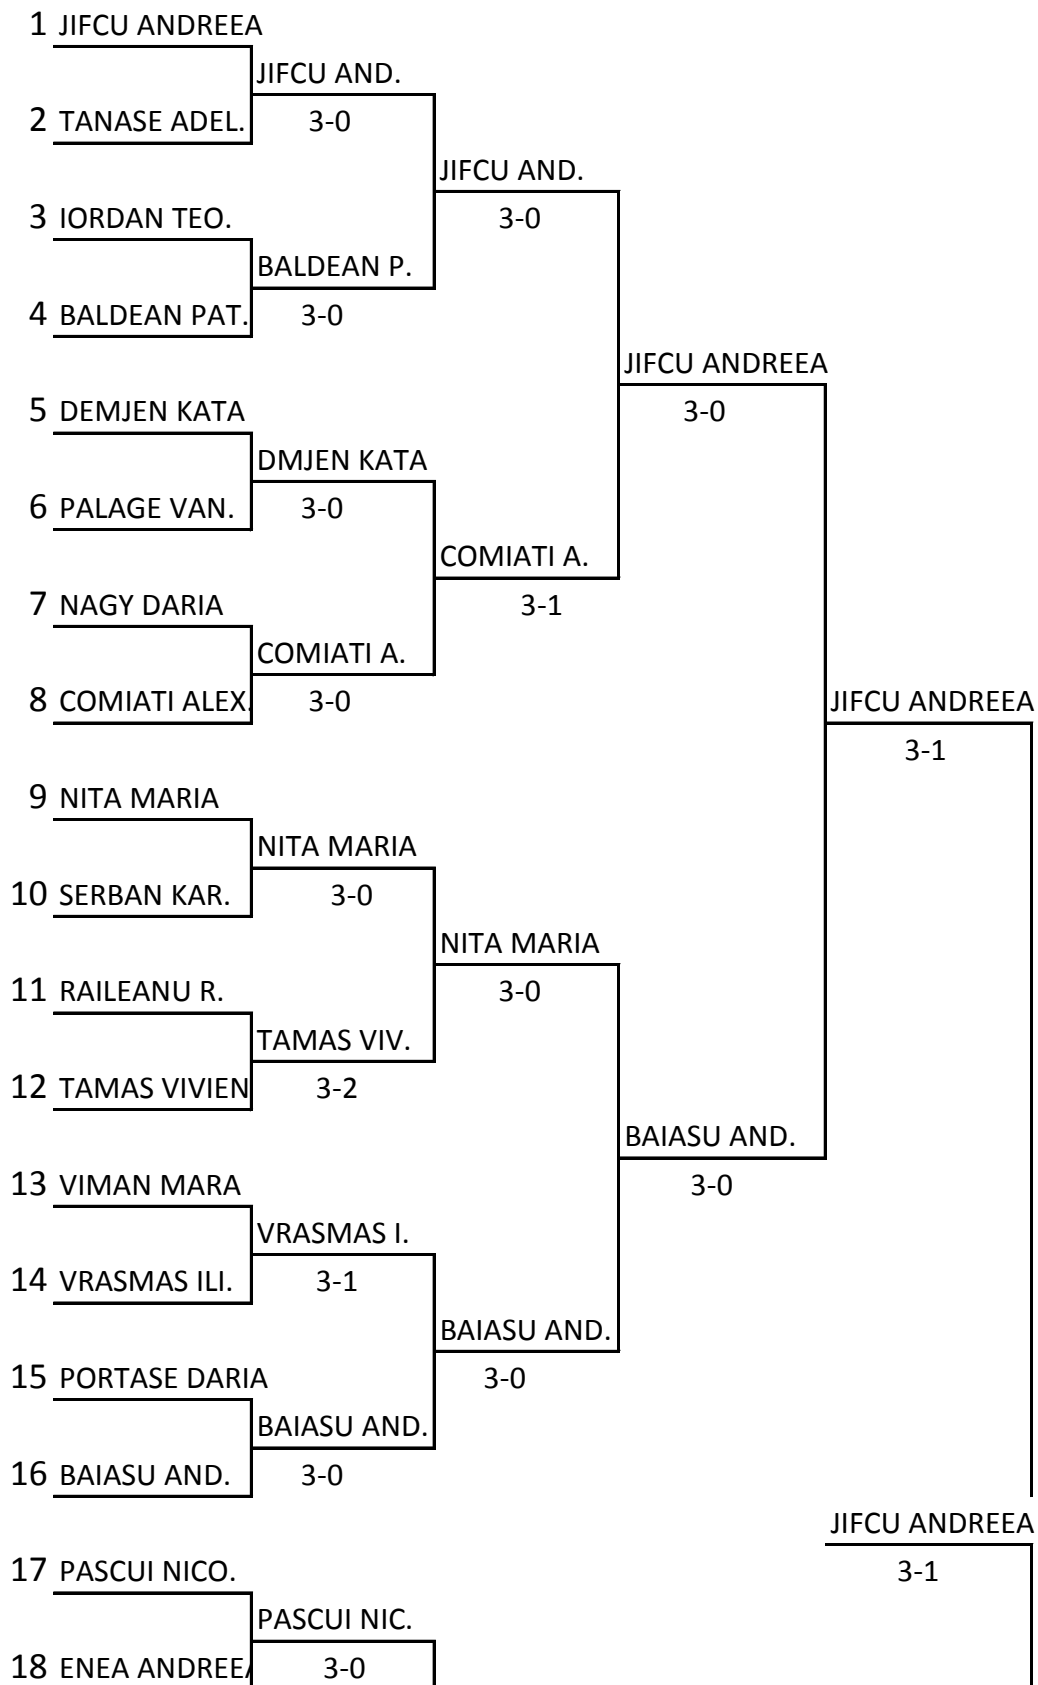 1 JIFCU ANDREEA
JIFCU AND.
2 TANASE ADEL. 3-0
JIFCU AND.
3 IORDAN TEO. 3-0
BALDEAN P.
4 BALDEAN PAT. 3-0
JIFCU ANDREEA
5 DEMJEN KATA 3-0
DMJEN KATA
6 PALAGE VAN. 3-0
COMIATI A.
7 NAGY DARIA 3-1
COMIATI A.
8 COMIATI ALEX. 3-0 JIFCU ANDREEA
3-1
9 NITA MARIA
NITA MARIA
10 SERBAN KAR. 3-0
NITA MARIA
11 RAILEANU R. 3-0
TAMAS VIV.
12 TAMAS VIVIEN 3-2
BAIASU AND.
13 VIMAN MARA 3-0
VRASMAS I.
14 VRASMAS ILI. 3-1
BAIASU AND.
15 PORTASE DARIA 3-0
BAIASU AND.
16 BAIASU AND. 3-0
JIFCU ANDREEA
17 PASCUI NICO. 3-1
PASCUI NIC.
18 ENEA ANDREEA 3-0